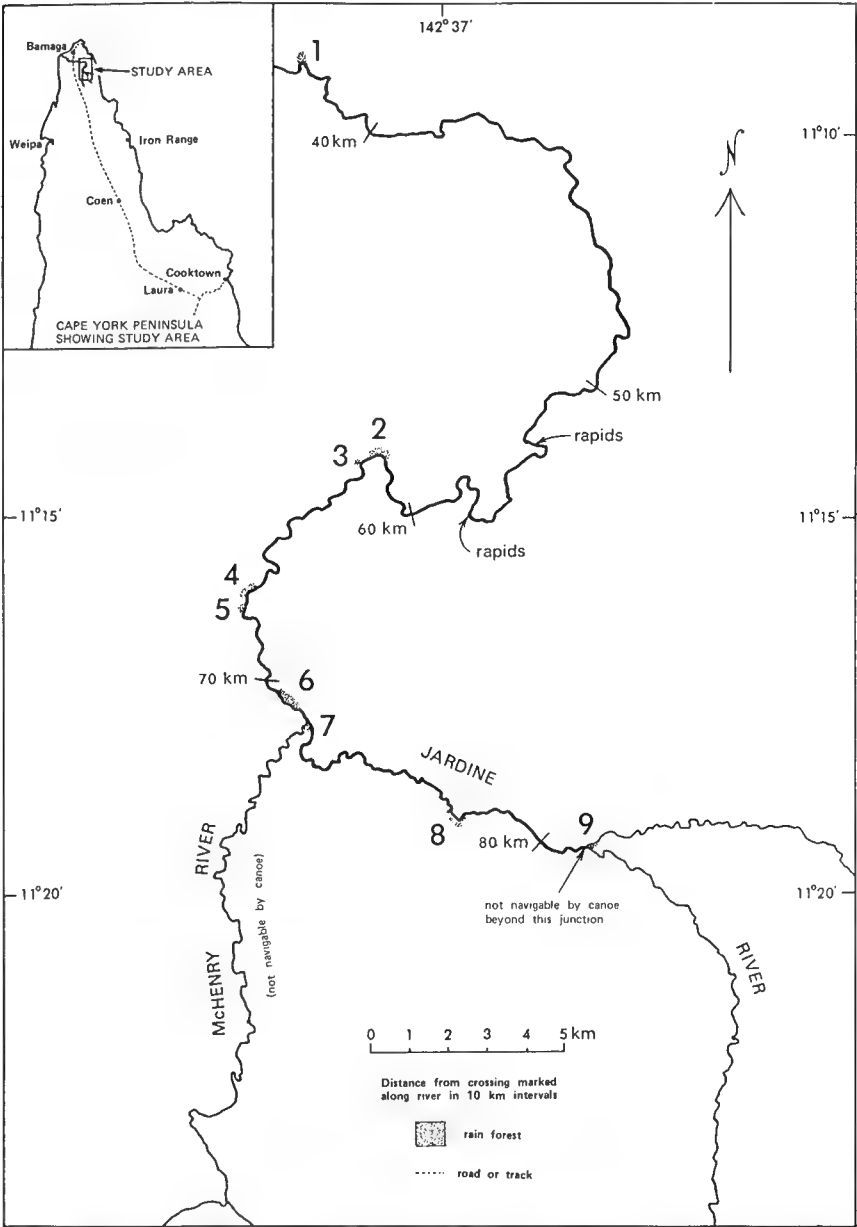 142°37'
Bamaga
STUDY AREA
Weipa
Iron Range
Coen
Cooktown
Laura
CAPE YORK PENINSULA
SHOWING STUDY AREA
1
40 km
11°10'
N
50 km
rapids
2
3
60 km
rapids
11°15'
11°15'
4
5
70 km
6
7
JARDINE
8
80 km
9
not navigable by canoe
beyond this junction
11°20'
11°20'
RIVER
McHENRY
(not navigable by canoe)
RIVER
0 1 2 3 4 5 km
Distance from crossing marked
along river in 10 km intervals
rain forest
road or track